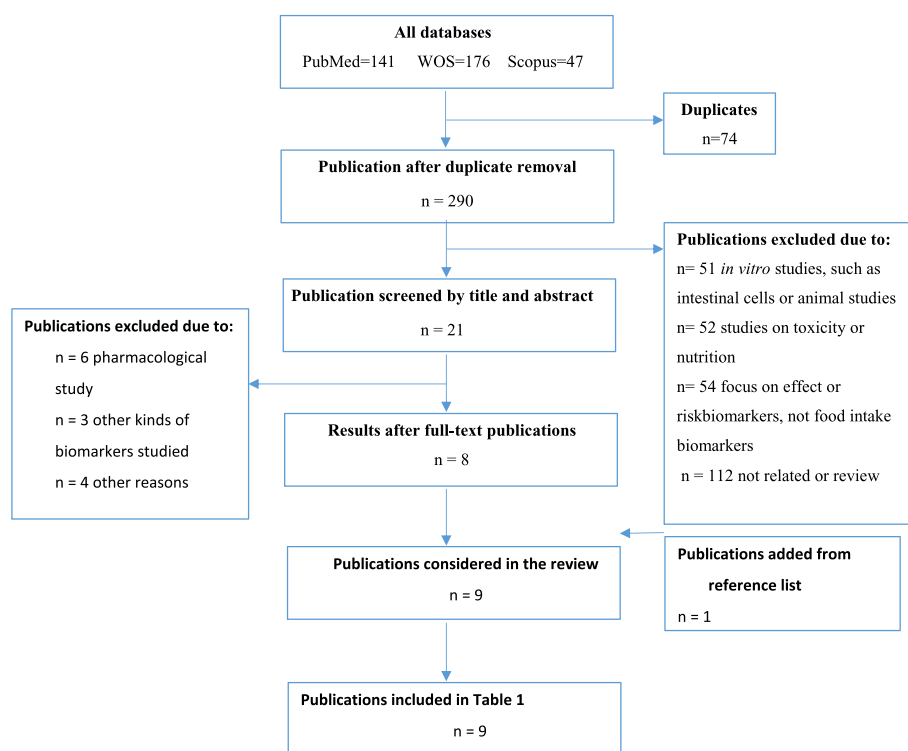 All databases
PubMed=141 WOS=176 Scopus=47
Duplicates
n=74
Publication after duplicate removal
n = 290
Publications excluded due to:
n= 51 in vitro studies, such as
intestinal cells or animal studies
n= 52 studies on toxicity or
nutrition
n= 54 focus on effect or
riskbiomarkers, not food intake
biomarkers
n = 112 not related or review
Publication screened by title and abstract
n = 21
Publications excluded due to:
n = 6 pharmacological
study
n = 3 other kinds of
biomarkers studied
n = 4 other reasons
Results after full-text publications
n = 8
Publications added from
reference list
n = 1
Publications considered in the review
n = 9
Publications included in Table 1
n = 9